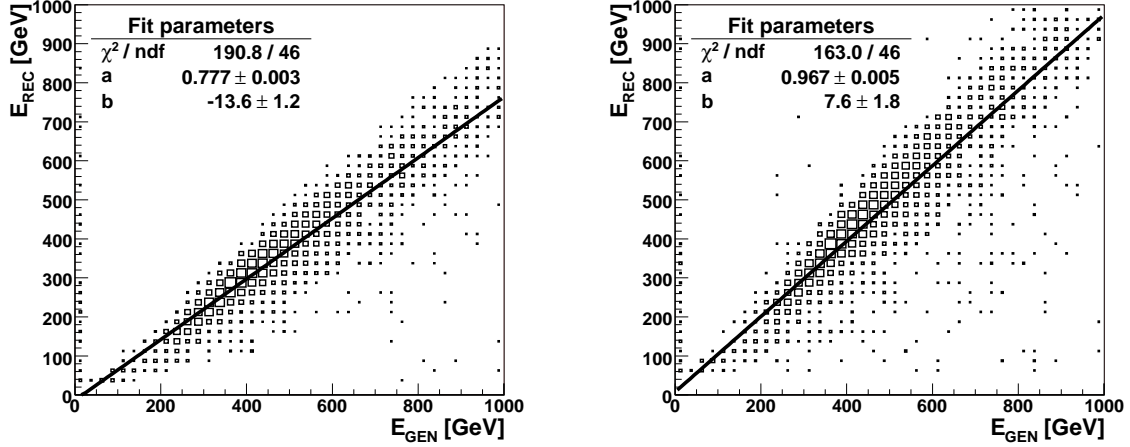 E_REC [GeV]
1000
900
800
700
600
500
400
300
200
100
0
Fit parameters
χ² / ndf 190.8 / 46
a 0.777 ± 0.003
b -13.6 ± 1.2
0 200 400 600 800 1000
E_GEN [GeV]
E_REC [GeV]
1000
900
800
700
600
500
400
300
200
100
0
Fit parameters
χ² / ndf 163.0 / 46
a 0.967 ± 0.005
b 7.6 ± 1.8
0 200 400 600 800 1000
E_GEN [GeV]